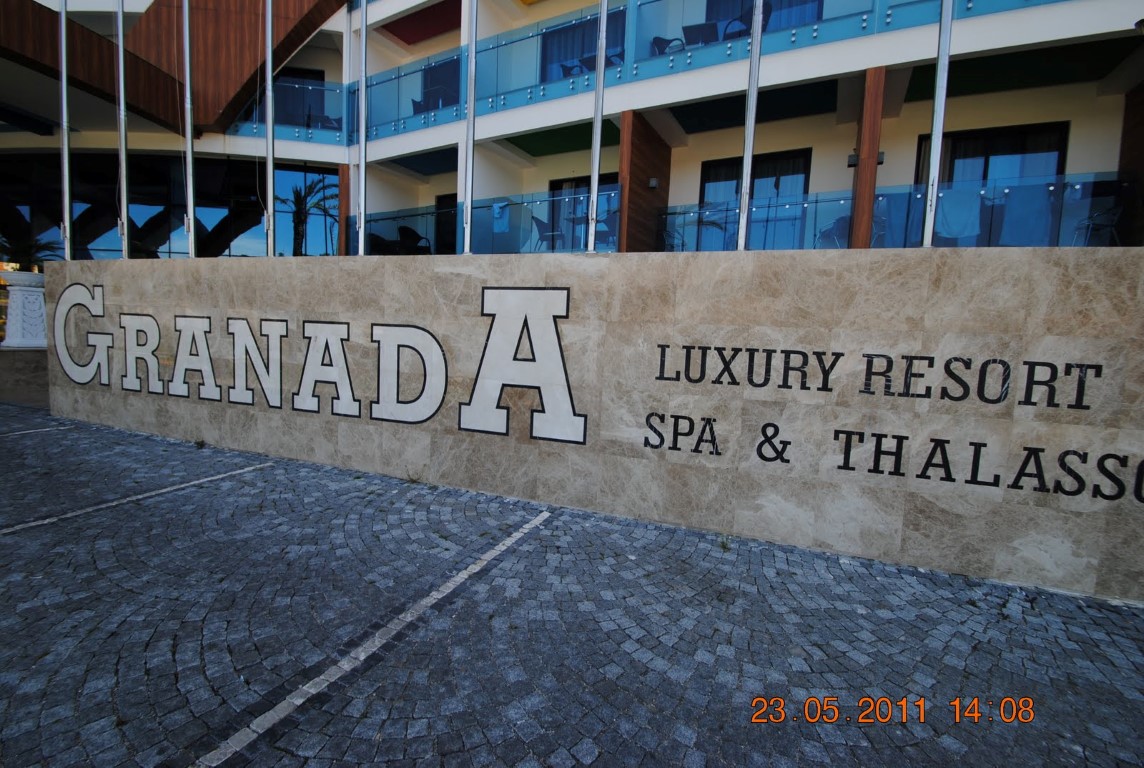 GRANADA
LUXURY RESORT
SPA & THALASSO
23.05.2011 14:08